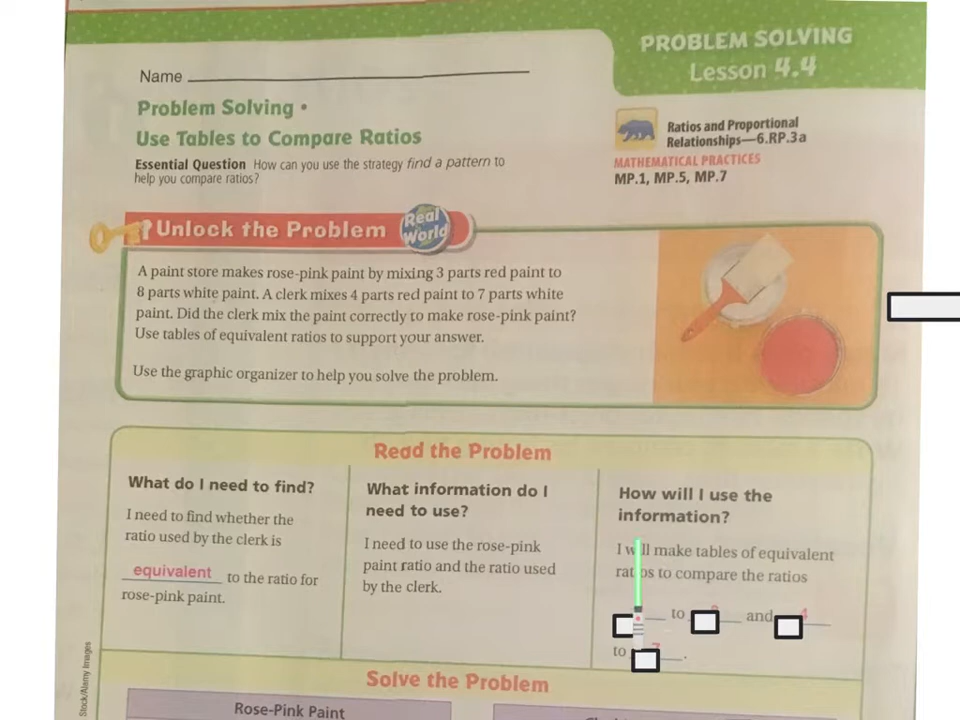 PROBLEM SOLVING
Lesson 4.4
Name
Problem Solving •
Use Tables to Compare Ratios
Ratios and Proportional
Relationships—6.RP.3a
MATHEMATICAL PRACTICES
MP.1, MP.5, MP.7
Essential Question How can you use the strategy find a pattern to
help you compare ratios?
Unlock the Problem
Real
World
A paint store makes rose-pink paint by mixing 3 parts red paint to
8 parts white paint. A clerk mixes 4 parts red paint to 7 parts white
paint. Did the clerk mix the paint correctly to make rose-pink paint?
Use tables of equivalent ratios to support your answer.
Use the graphic organizer to help you solve the problem.
Read the Problem
What do I need to find?
I need to find whether the
ratio used by the clerk is
equivalent to the ratio for
rose-pink paint.
What information do I
need to use?
I need to use the rose-pink
paint ratio and the ratio used
by the clerk.
How will I use the
information?
I will make tables of equivalent
ratios to compare the ratios
to and 4
to .
Stock/Alamy Images
Solve the Problem
Rose-Pink Paint